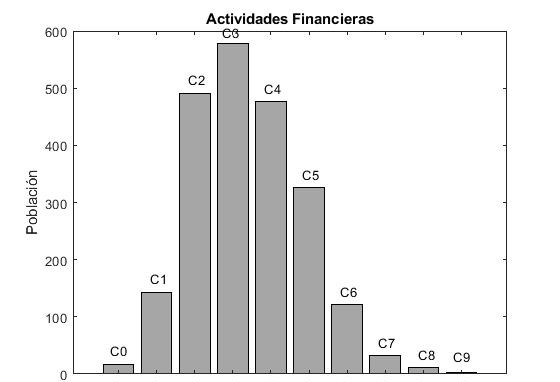 Actividades Financieras
Población
600
500
400
300
200
100
0
C0
C1
C2
C3
C4
C5
C6
C7
C8
C9